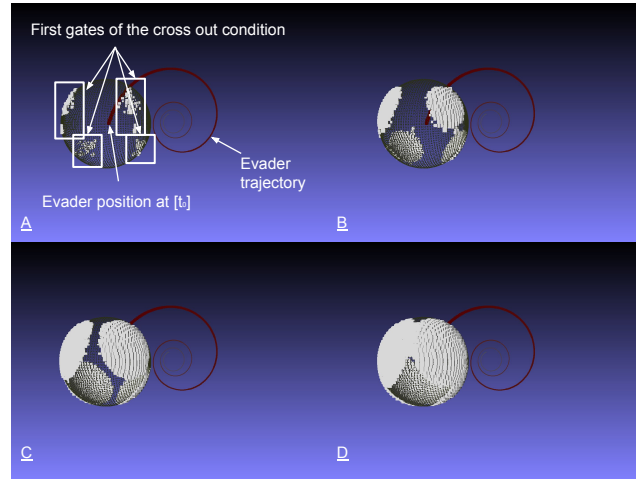 First gates of the cross out condition
Evader
trajectory
Evader position at [t₀]
A
B
C
D